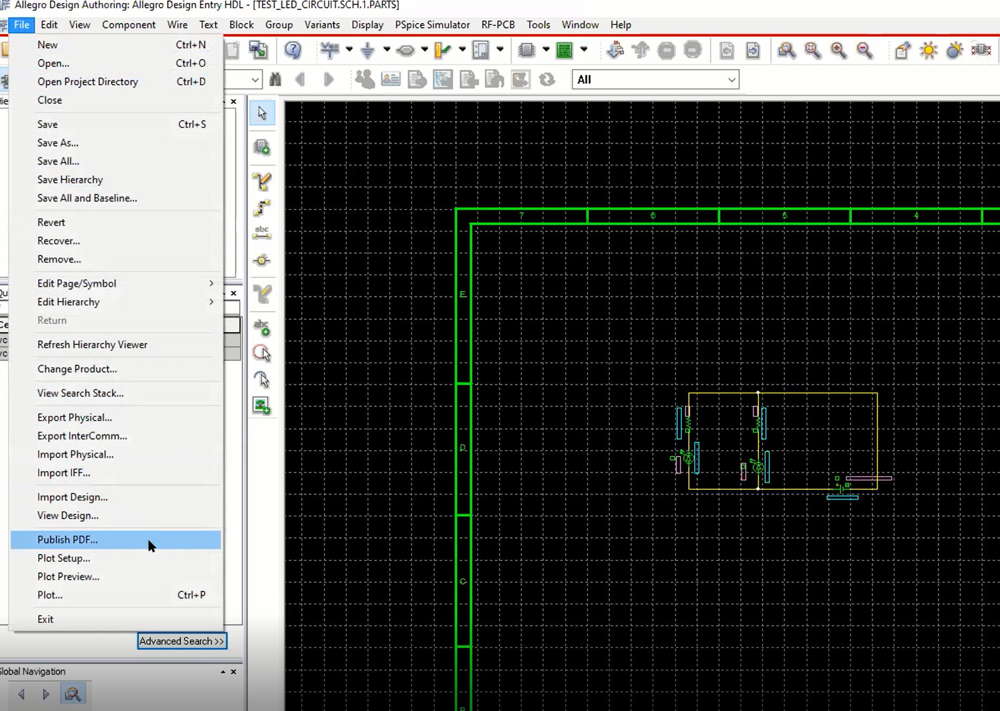 Allegro Design Authoring: Allegro Design Entry HDL - [TEST_LED_CIRCUIT.SCH.1.PARTS]
File Edit View Component Wire Text Block Group Variants Display PSpice Simulator RF-PCB Tools Window Help
New Ctrl+N
Open... Ctrl+O
Open Project Directory Ctrl+D
Close
Save Ctrl+S
Save As...
Save All...
Save Hierarchy
Save All and Baseline...
Revert
Recover...
Remove...
Edit Page/Symbol
Edit Hierarchy
Return
Refresh Hierarchy Viewer
Change Product...
View Search Stack...
Export Physical...
Export InterComm...
Import Physical...
Import IFF...
Import Design...
View Design...
Publish PDF...
Plot Setup...
Plot Preview...
Plot... Ctrl+P
Exit
Advanced Search >>
Global Navigation
All
abc
abc
7 6 5 4
E
D
C